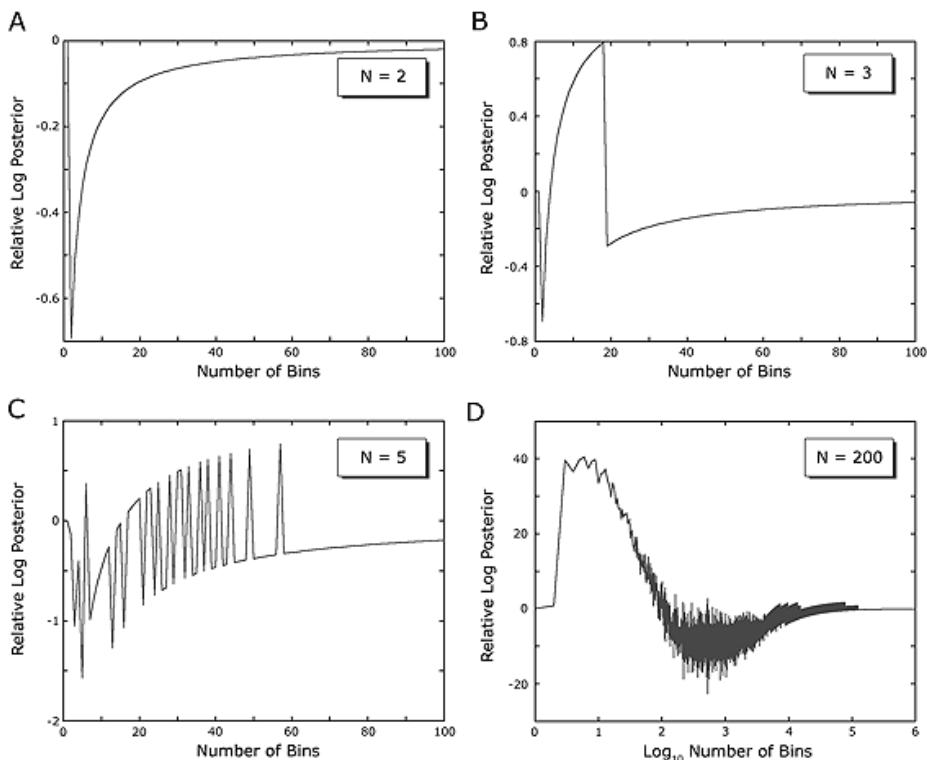 A
B
0
-0.2
-0.4
-0.6
Relative Log Posterior
N = 2
0 20 40 60 80 100
Number of Bins
0.8
0.4
0
-0.4
-0.8
Relative Log Posterior
N = 3
0 20 40 60 80 100
Number of Bins
C
D
1
0
-1
-2
Relative Log Posterior
N = 5
0 20 40 60 80 100
Number of Bins
40
20
0
-20
Relative Log Posterior
N = 200
0 1 2 3 4 5 6
Log10 Number of Bins